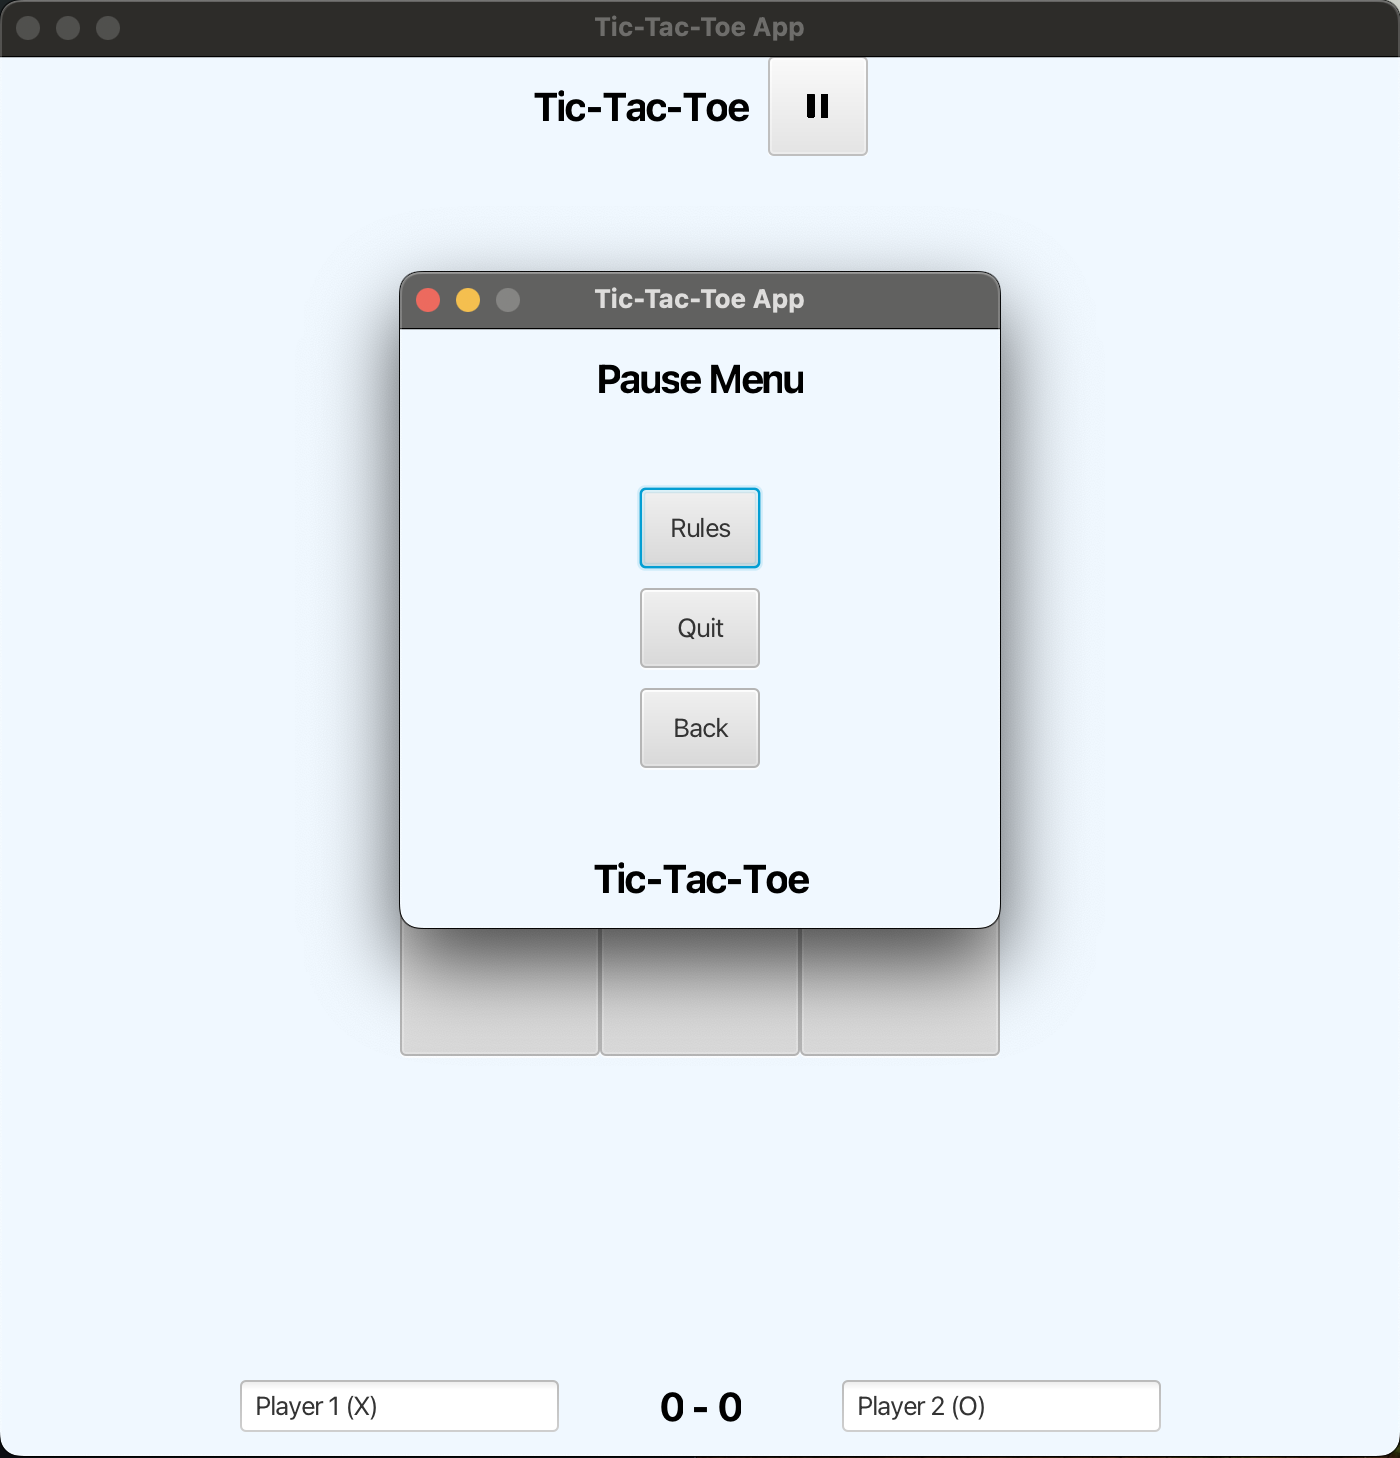 Tic-Tac-Toe App
Tic-Tac-Toe
Tic-Tac-Toe App
Pause Menu
Rules
Quit
Back
Tic-Tac-Toe
Player 1 (X)
0 - 0
Player 2 (O)